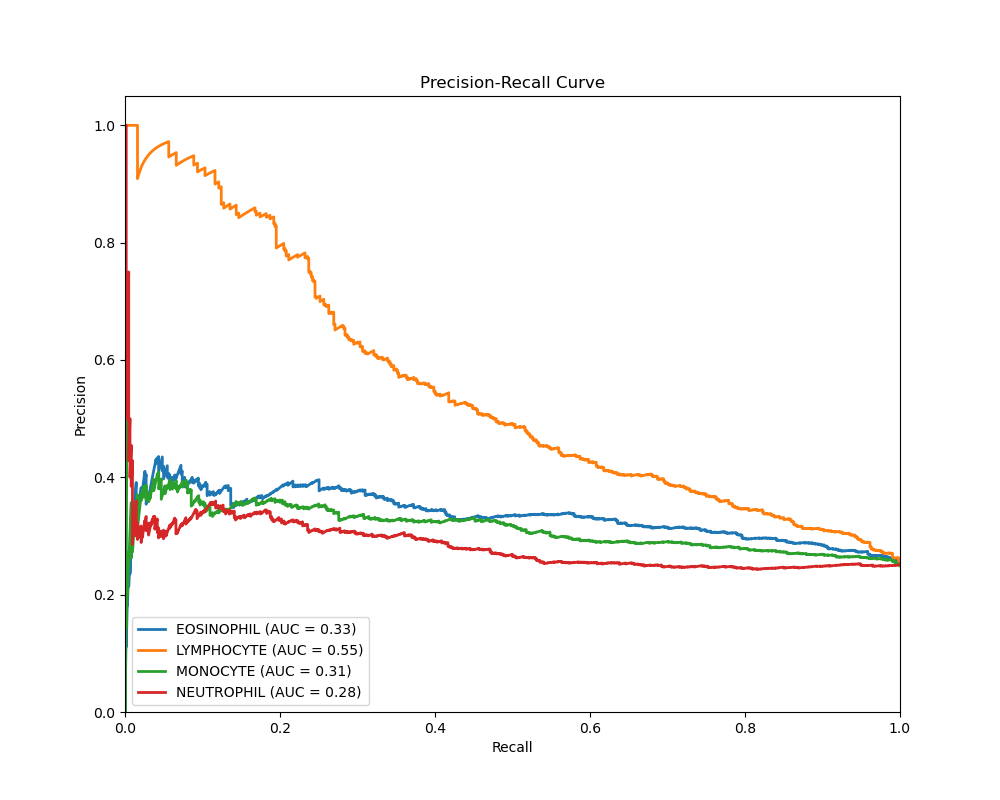 Precision-Recall Curve
Precision
1.0
0.8
0.6
0.4
0.2
0.0
EOSINOPHIL (AUC = 0.33)
LYMPHOCYTE (AUC = 0.55)
MONOCYTE (AUC = 0.31)
NEUTROPHIL (AUC = 0.28)
0.0 0.2 0.4 0.6 0.8 1.0
Recall